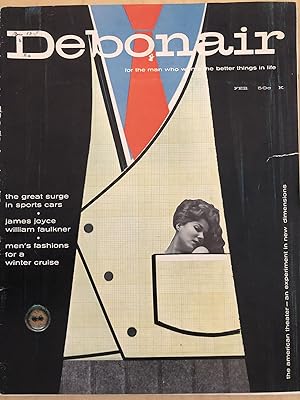 Debonair
for the man who wants the better things in life
FEB 50c K
the great surge
in sports cars
•
james joyce
william faulkner
•
men's fashions
for a
winter cruise
the american theater—an experiment in new dimensions